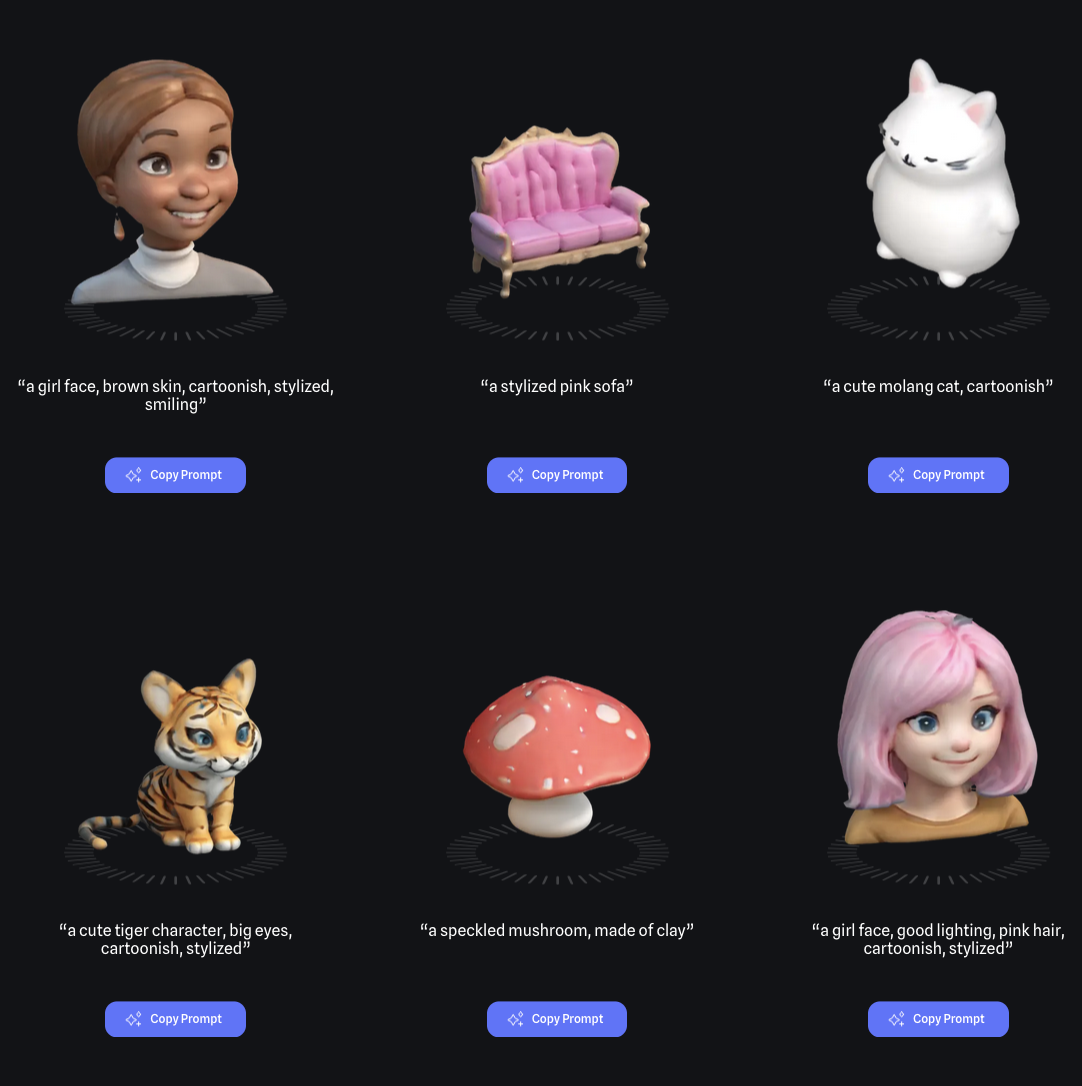 “a girl face, brown skin, cartoonish, stylized,
smiling”
“a stylized pink sofa”
“a cute molang cat, cartoonish”
Copy Prompt
Copy Prompt
Copy Prompt
“a cute tiger character, big eyes,
cartoonish, stylized”
“a speckled mushroom, made of clay”
“a girl face, good lighting, pink hair,
cartoonish, stylized”
Copy Prompt
Copy Prompt
Copy Prompt